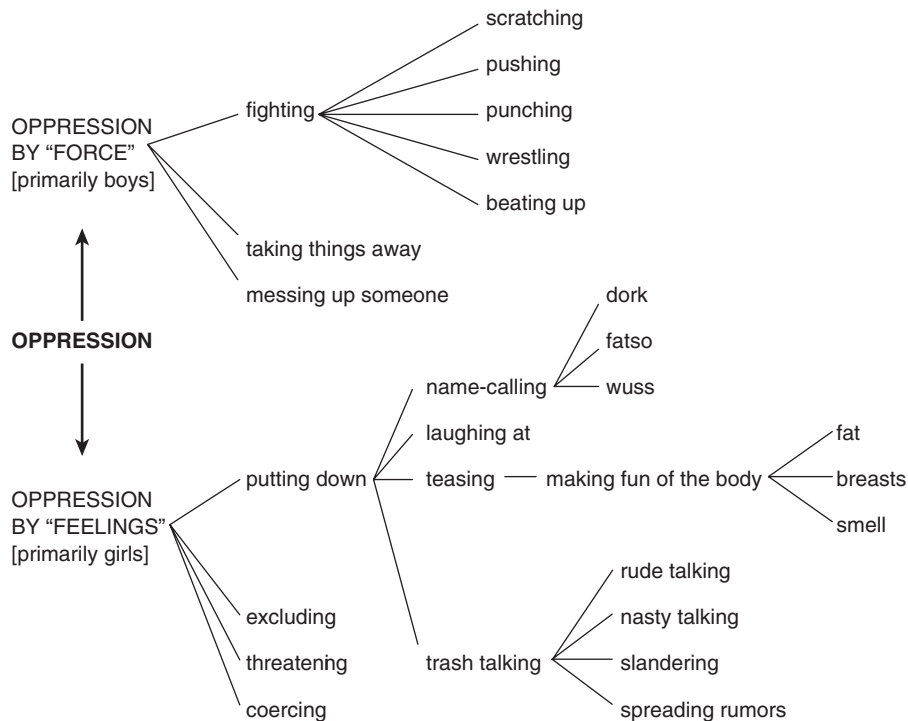 scratching
pushing
fighting
punching
OPPRESSION
BY “FORCE”
[primarily boys]
wrestling
beating up
taking things away
messing up someone
dork
OPPRESSION
fatso
name-calling
wuss
laughing at
fat
putting down
teasing
making fun of the body
breasts
OPPRESSION
BY “FEELINGS”
[primarily girls]
smell
rude talking
excluding
nasty talking
threatening
trash talking
slandering
coercing
spreading rumors